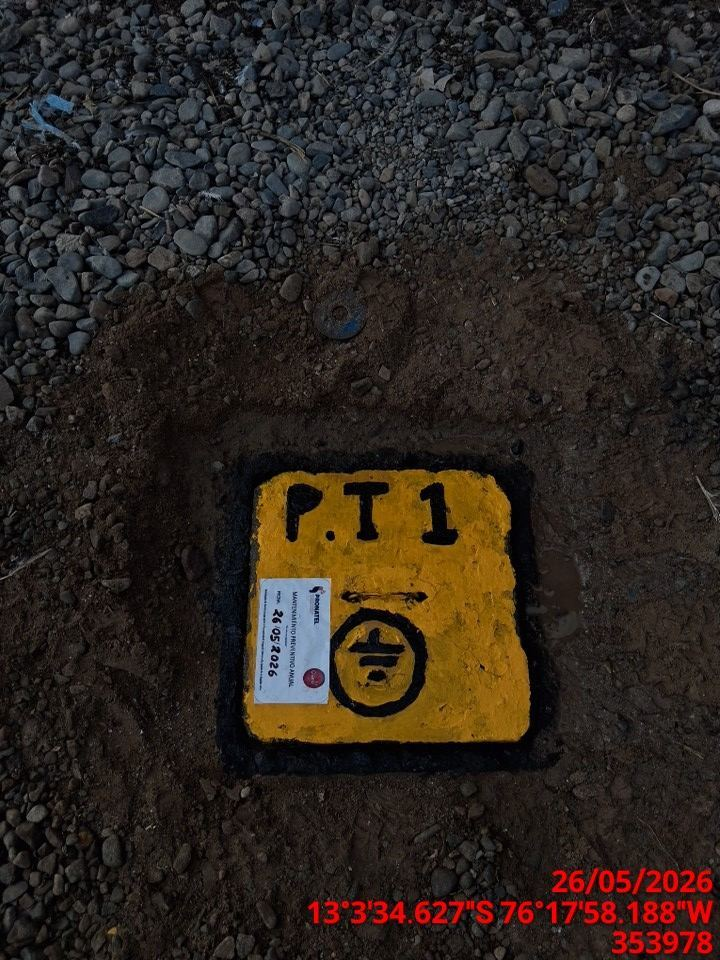 P.T 1
PRONATEL
MANTENIMIENTO PREVENTIVO ANUAL
FECHA: 26/05/2026
26/05/2026
13°3'34.627"S 76°17'58.188"W
353978